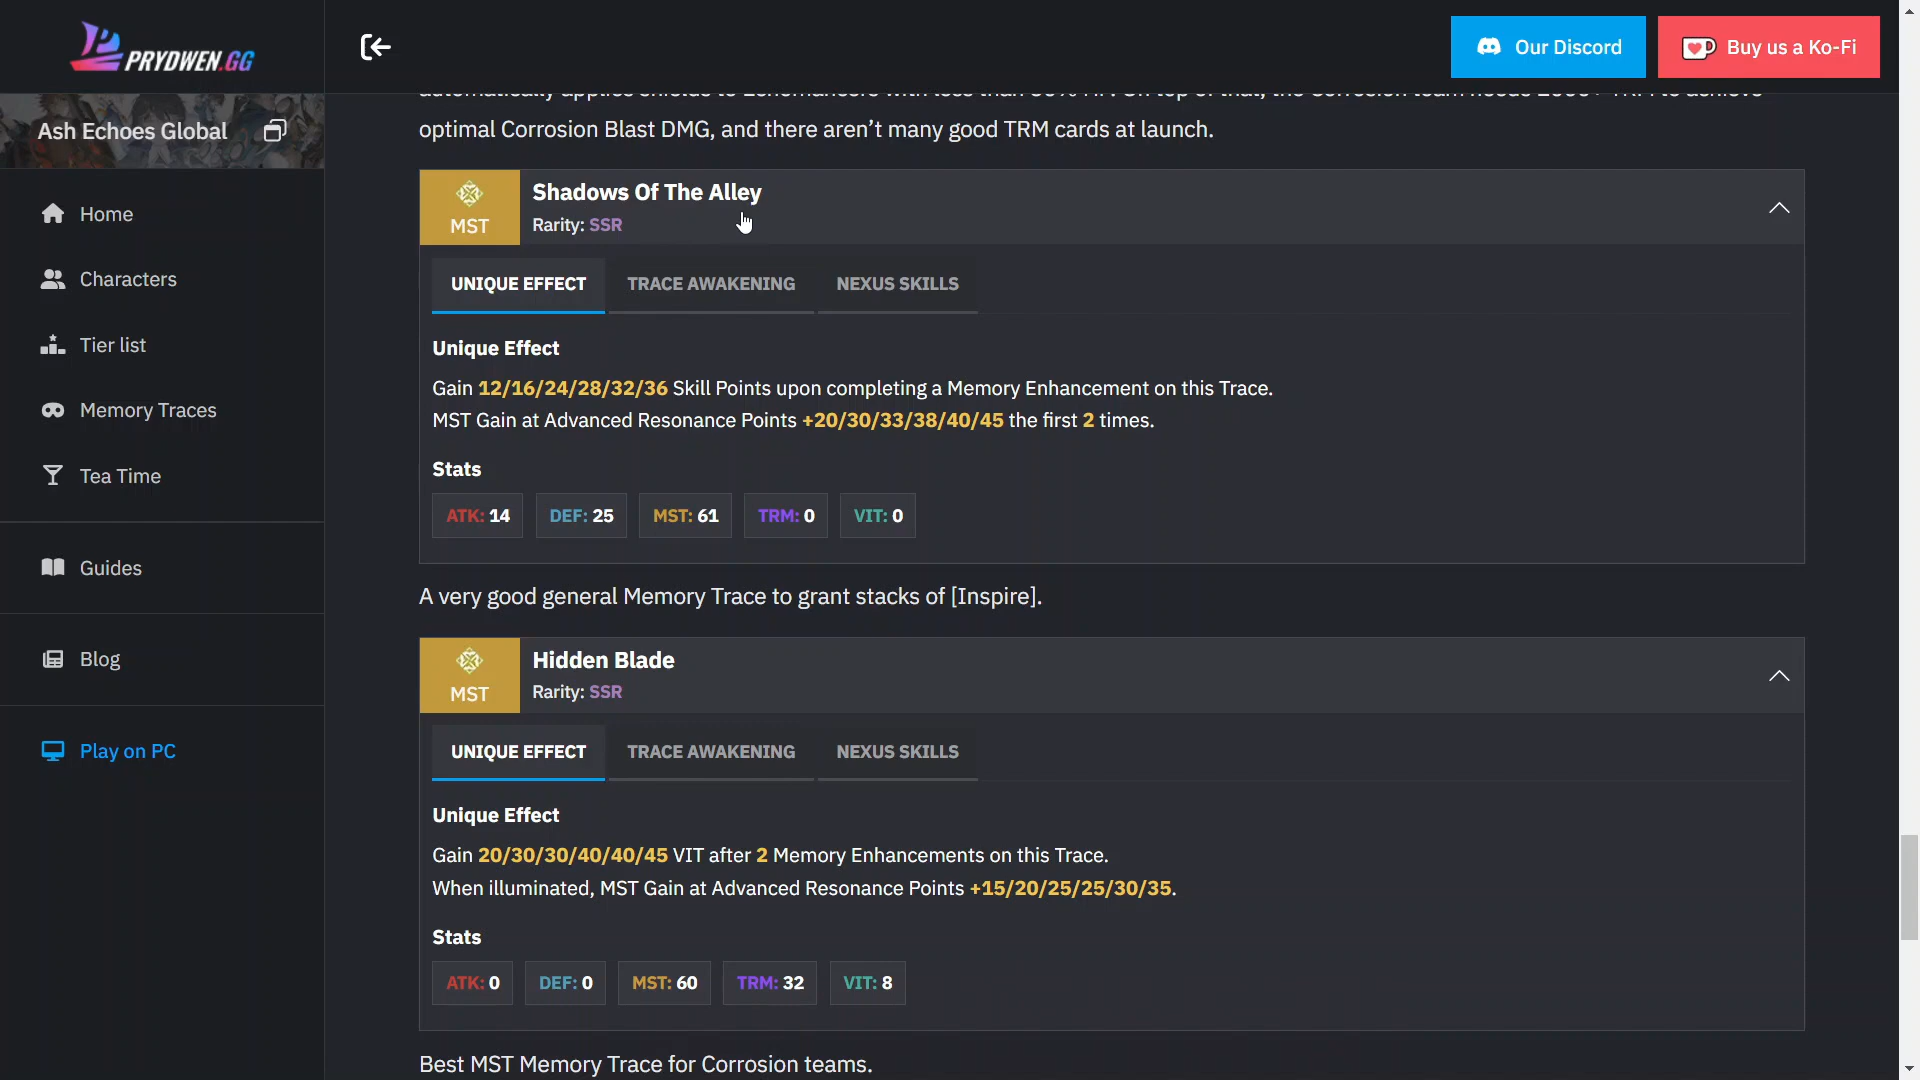 PRYDWEN.GG
Our Discord
Buy us a Ko-Fi
Ash Echoes Global
Home
Characters
Tier list
Memory Traces
Tea Time
Guides
Blog
Play on PC
optimal Corrosion Blast DMG, and there aren't many good TRM cards at launch.
MST
Shadows Of The Alley
Rarity: SSR
UNIQUE EFFECT TRACE AWAKENING NEXUS SKILLS
Unique Effect
Gain 12/16/24/28/32/36 Skill Points upon completing a Memory Enhancement on this Trace.
MST Gain at Advanced Resonance Points +20/30/33/38/40/45 the first 2 times.
Stats
ATK: 14 DEF: 25 MST: 61 TRM: 0 VIT: 0
A very good general Memory Trace to grant stacks of [Inspire].
MST
Hidden Blade
Rarity: SSR
UNIQUE EFFECT TRACE AWAKENING NEXUS SKILLS
Unique Effect
Gain 20/30/30/40/40/45 VIT after 2 Memory Enhancements on this Trace.
When illuminated, MST Gain at Advanced Resonance Points +15/20/25/25/30/35.
Stats
ATK: 0 DEF: 0 MST: 60 TRM: 32 VIT: 8
Best MST Memory Trace for Corrosion teams.